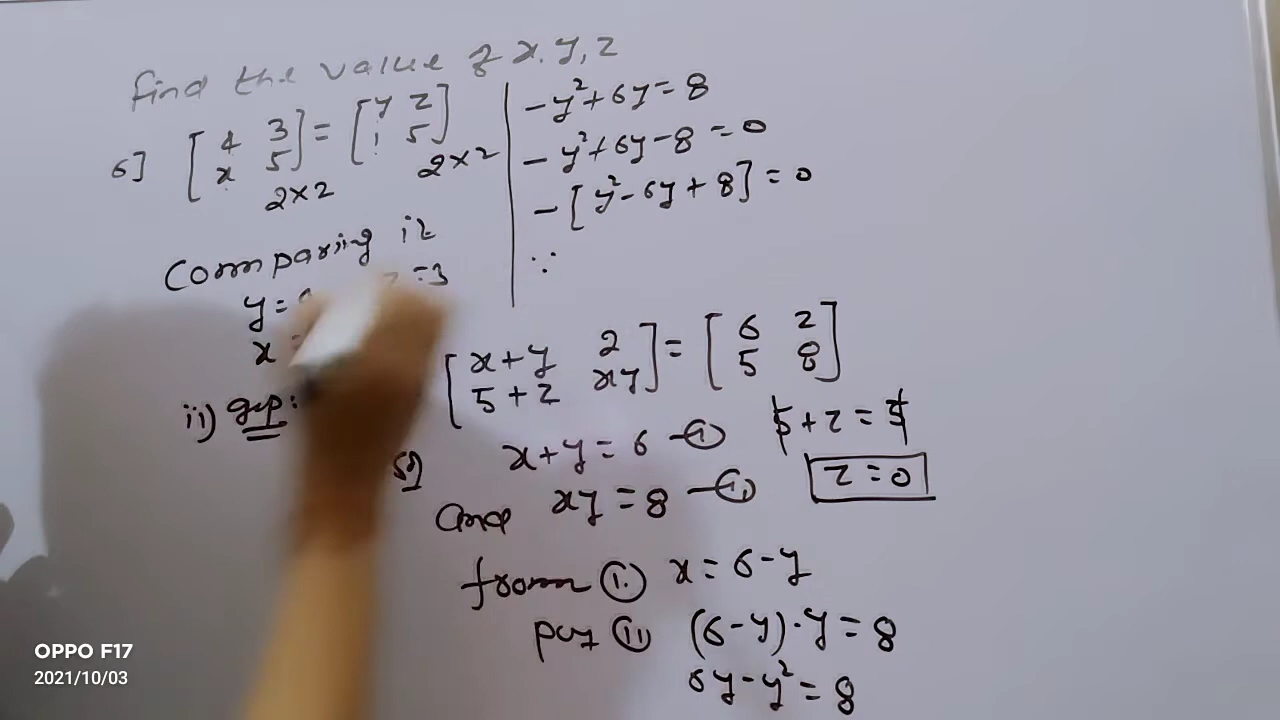 find the value of x, y, z
6] [4 3 x 5] = [y z 1 5]
2×2 2×2
Comparing it
y = z = 3
x =
ii) gep:
[x+y 2 5+z xy] = [6 2 5 8]
x+y = 6 —(i)
and xy = 8 —(ii)
5+z = 5
z = 0
from (i). x = 6-y
put (ii) (6-y)·y = 8
6y-y² = 8
-y²+6y = 8
-y²+6y-8 = 0
-[y²-6y+8] = 0
∵
OPPO F17
2021/10/03